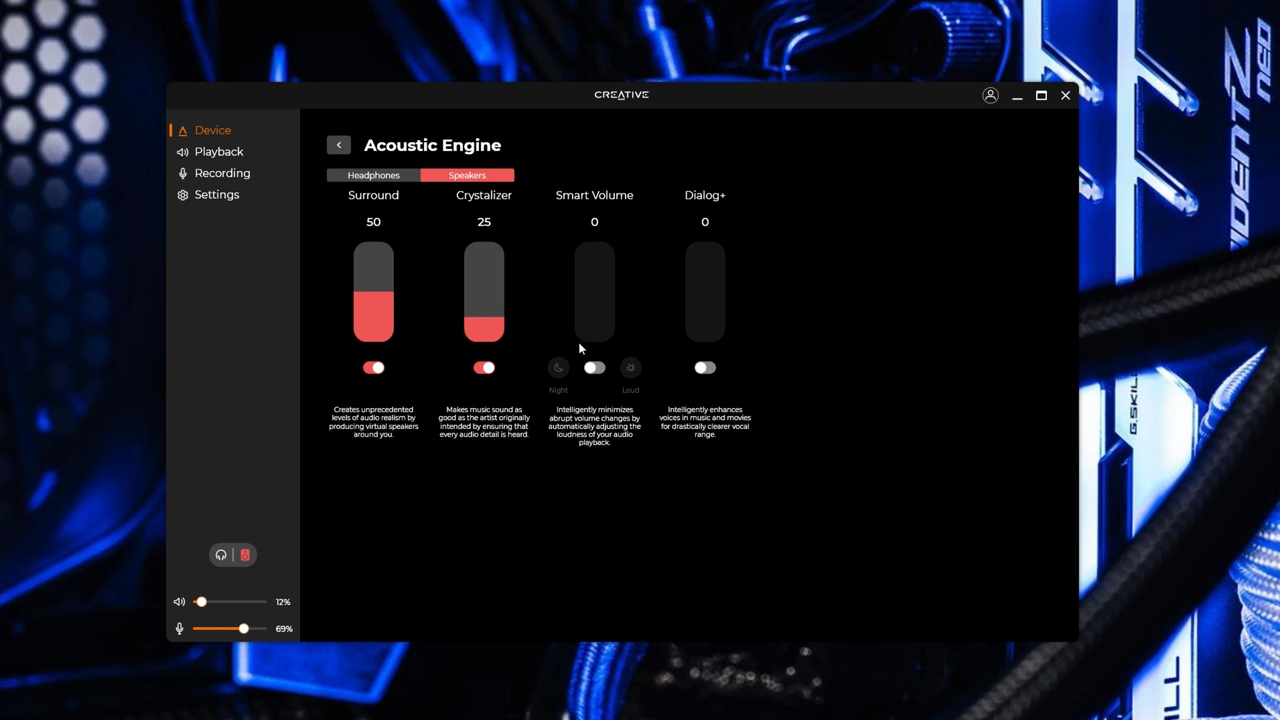 CREATIVE
Device
Playback
Recording
Settings
Acoustic Engine
Headphones
Speakers
Surround
Crystalizer
Smart Volume
Dialog+
50
25
0
0
Night
Loud
Creates unprecedented
levels of audio realism by
producing virtual speakers
around you.
Makes music sound as
good as the artist originally
intended by ensuring that
every audio detail is heard.
Intelligently minimizes
abrupt volume changes by
automatically adjusting the
loudness of your audio
playback.
Intelligently enhances
voices in music and movies
for drastically clearer vocal
range.
12%
69%
IDENTZ
NEO
G.SKILL
ILL